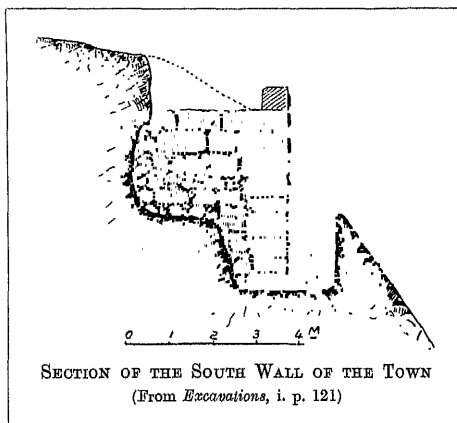 0 1 2 3 4 M
SECTION OF THE SOUTH WALL OF THE TOWN
(From Excavations, i. p. 121)